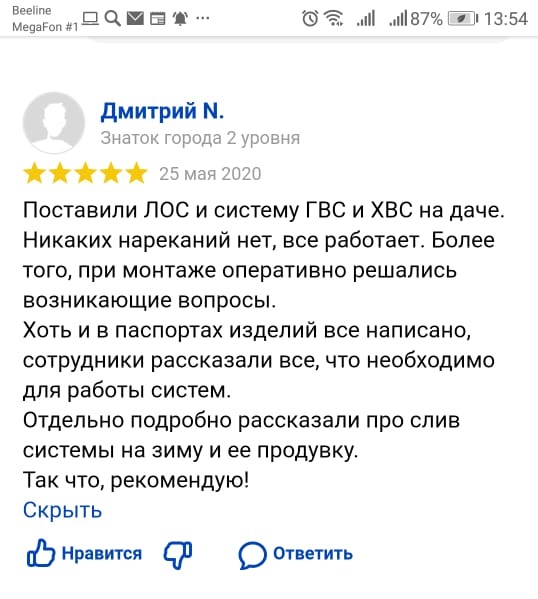 Beeline
MegaFon #1 ... 87% 13:54
Дмитрий N.
Знаток города 2 уровня
25 мая 2020
Поставили ЛОС и систему ГВС и ХВС на даче.
Никаких нареканий нет, все работает. Более
того, при монтаже оперативно решались
возникающие вопросы.
Хоть и в паспортах изделий все написано,
сотрудники рассказали все, что необходимо
для работы систем.
Отдельно подробно рассказали про слив
системы на зиму и ее продувку.
Так что, рекомендую!
Скрыть
Нравится Ответить